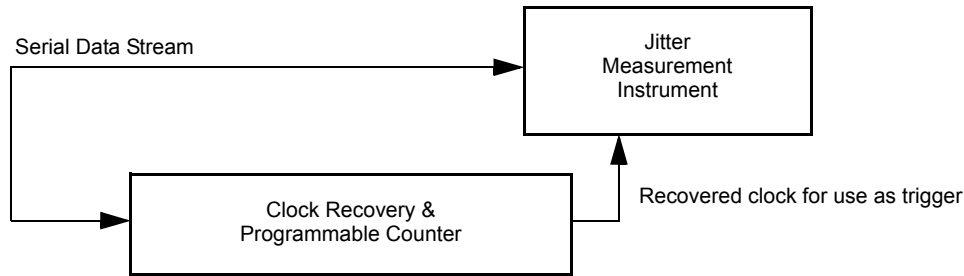 Serial Data Stream
Jitter
Measurement
Instrument
Clock Recovery &
Programmable Counter
Recovered clock for use as trigger